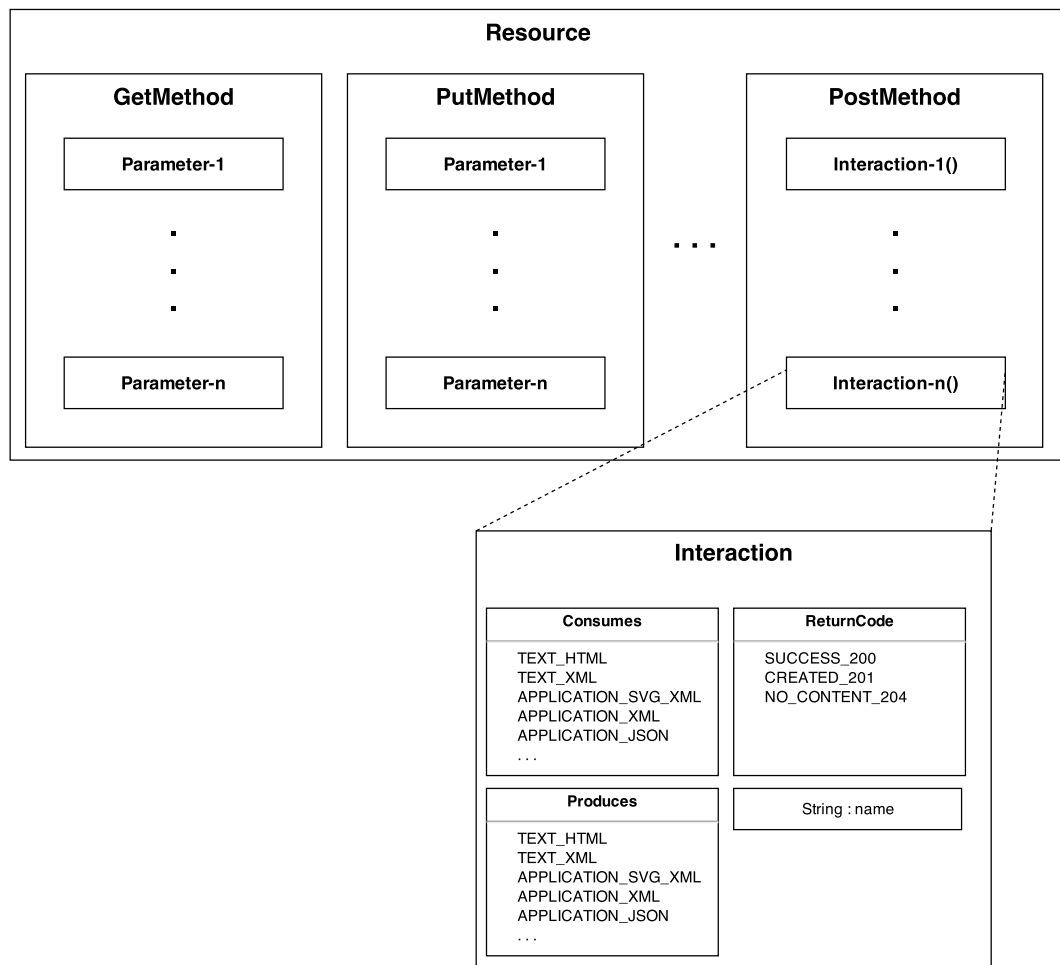 Resource
GetMethod
Parameter-1
.
.
.
Parameter-n
PutMethod
Parameter-1
.
.
.
Parameter-n
. . .
PostMethod
Interaction-1()
.
.
.
Interaction-n()
Interaction
Consumes
TEXT_HTML
TEXT_XML
APPLICATION_SVG_XML
APPLICATION_XML
APPLICATION_JSON
. . .
ReturnCode
SUCCESS_200
CREATED_201
NO_CONTENT_204
Produces
TEXT_HTML
TEXT_XML
APPLICATION_SVG_XML
APPLICATION_XML
APPLICATION_JSON
. . .
String : name